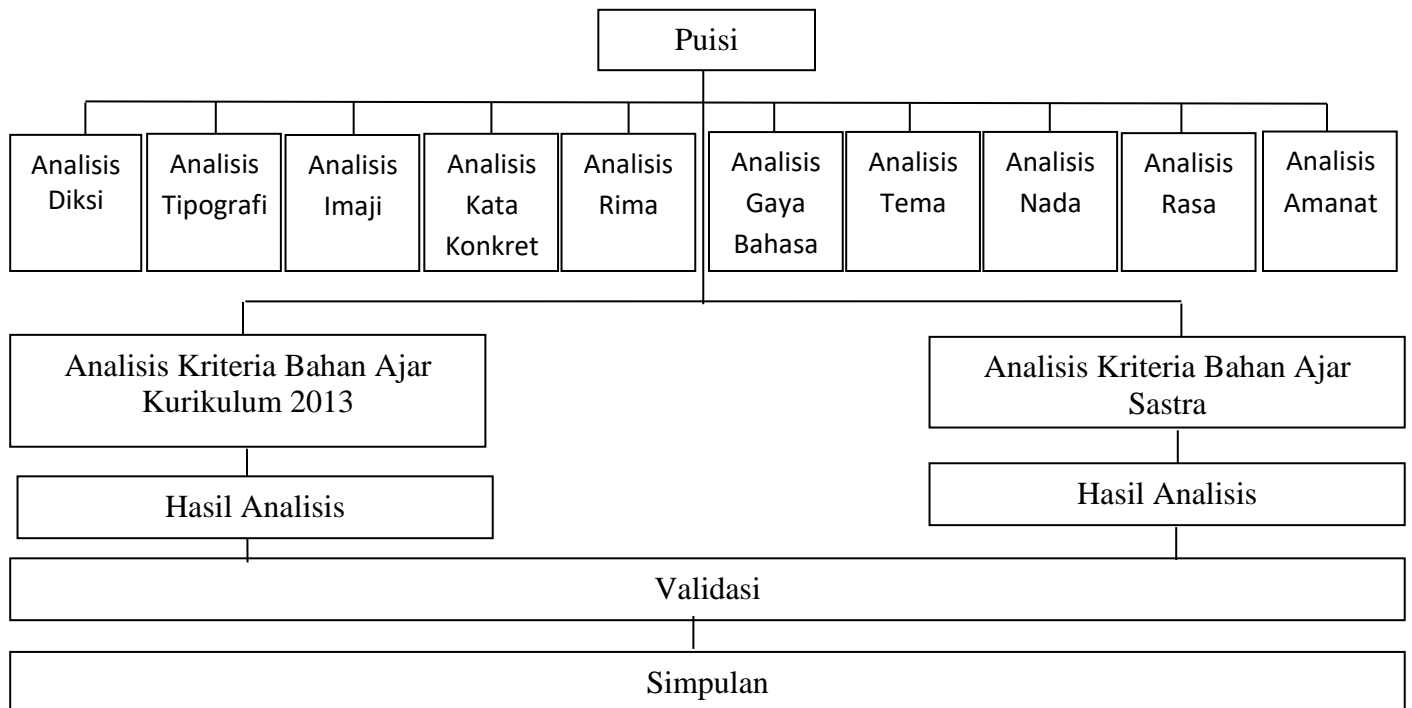 Puisi
Analisis
Diksi
Analisis
Tipografi
Analisis
Imaji
Analisis
Kata
Konkret
Analisis
Rima
Analisis
Gaya
Bahasa
Analisis
Tema
Analisis
Nada
Analisis
Rasa
Analisis
Amanat
Analisis Kriteria Bahan Ajar
Kurikulum 2013
Analisis Kriteria Bahan Ajar
Sastra
Hasil Analisis
Hasil Analisis
Validasi
Simpulan